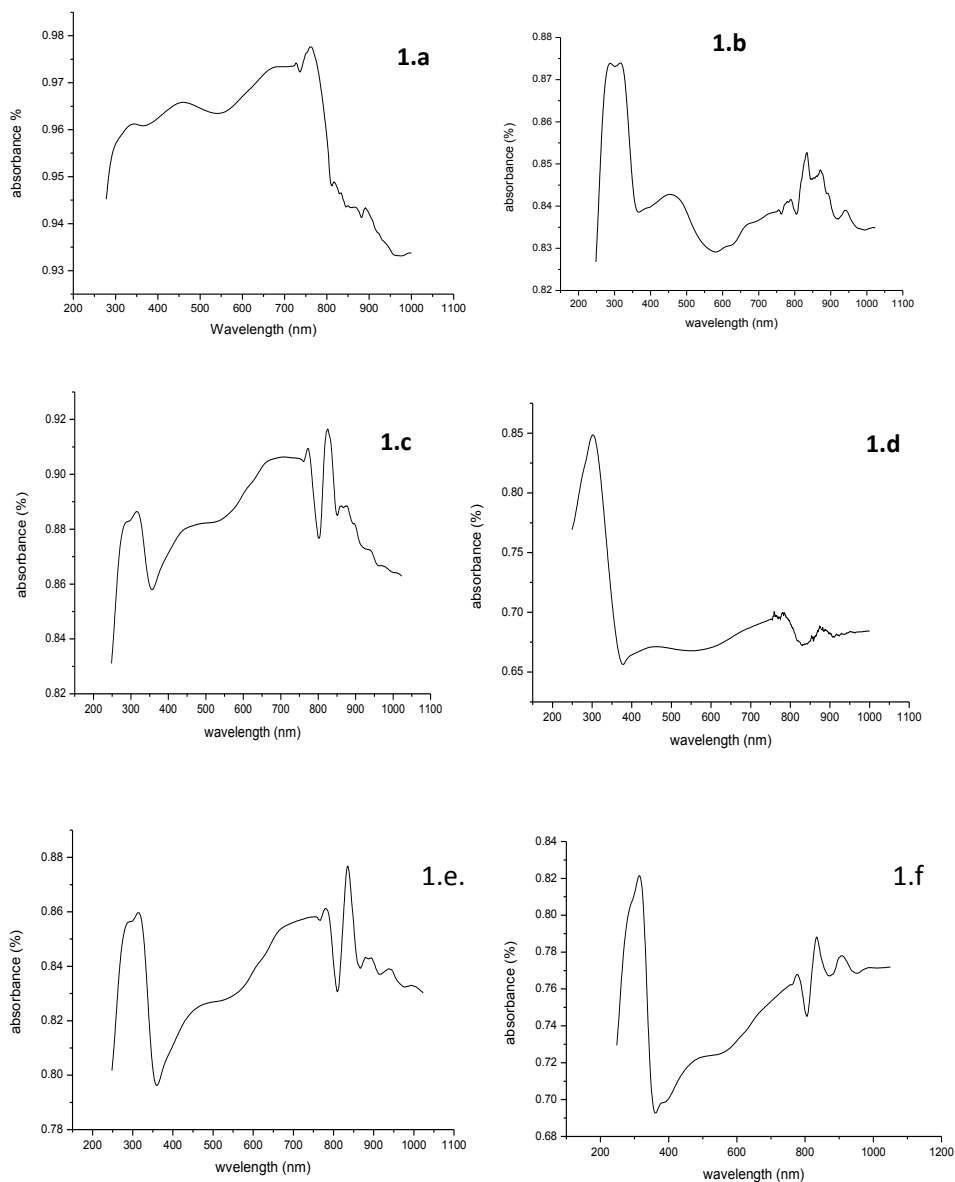 1.a
absorbance %
0.98
0.97
0.96
0.95
0.94
0.93
200 300 400 500 600 700 800 900 1000 1100
Wavelength (nm)
1.b
absorbance (%)
0.88
0.87
0.86
0.85
0.84
0.83
0.82
200 300 400 500 600 700 800 900 1000 1100
wavelength (nm)
1.c
absorbance (%)
0.92
0.90
0.88
0.86
0.84
0.82
200 300 400 500 600 700 800 900 1000 1100
wavelength (nm)
1.d
absorbance (%)
0.85
0.80
0.75
0.70
0.65
200 300 400 500 600 700 800 900 1000 1100
wavelength (nm)
1.e.
absorbance (%)
0.88
0.86
0.84
0.82
0.80
0.78
200 300 400 500 600 700 800 900 1000 1100
wvelength (nm)
1.f
absorbance (%)
0.84
0.82
0.80
0.78
0.76
0.74
0.72
0.70
0.68
200 400 600 800 1000 1200
wavelength (nm)